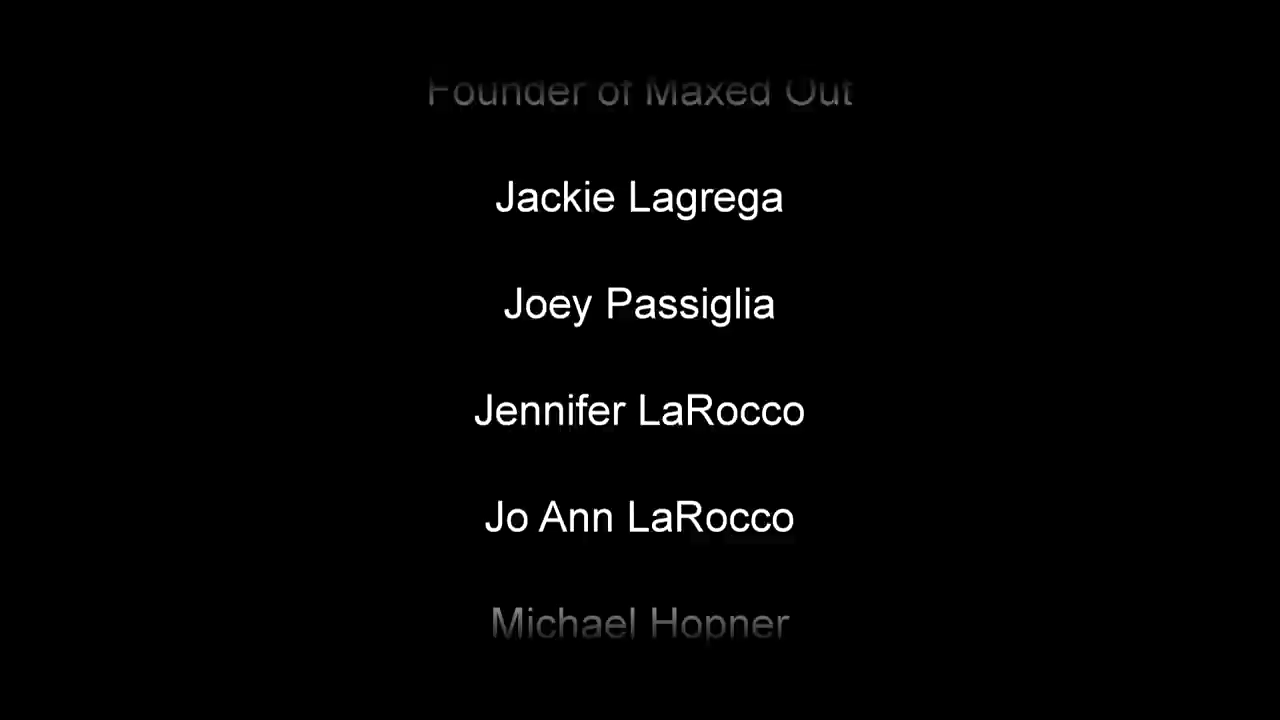 Founder of Maxed Out
Jackie Lagrega
Joey Passiglia
Jennifer LaRocco
Jo Ann LaRocco
Michael Hopner